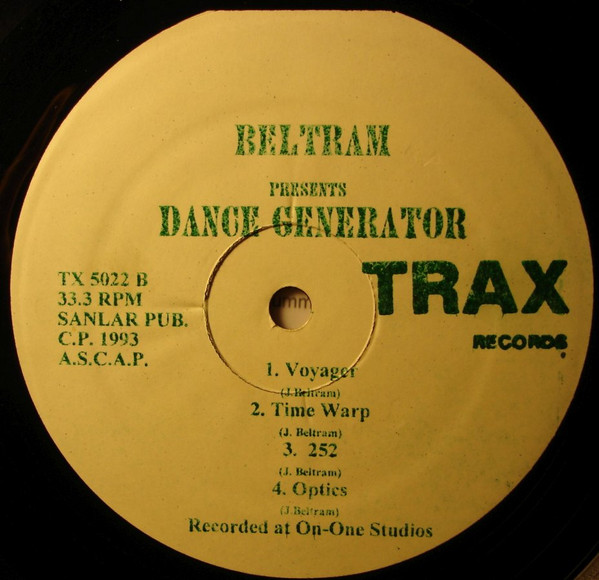 BELTRAM
PRESENTS
DANCE GENERATOR
TRAX
RECORDS
TX 5022 B
33.3 RPM
SANLAR PUB.
C.P. 1993
A.S.C.A.P.
1. Voyager
(J.Beltram)
2. Time Warp
(J. Beltram)
3. 252
(J. Beltram)
4. Optics
(J.Beltram)
Recorded at On-One Studios